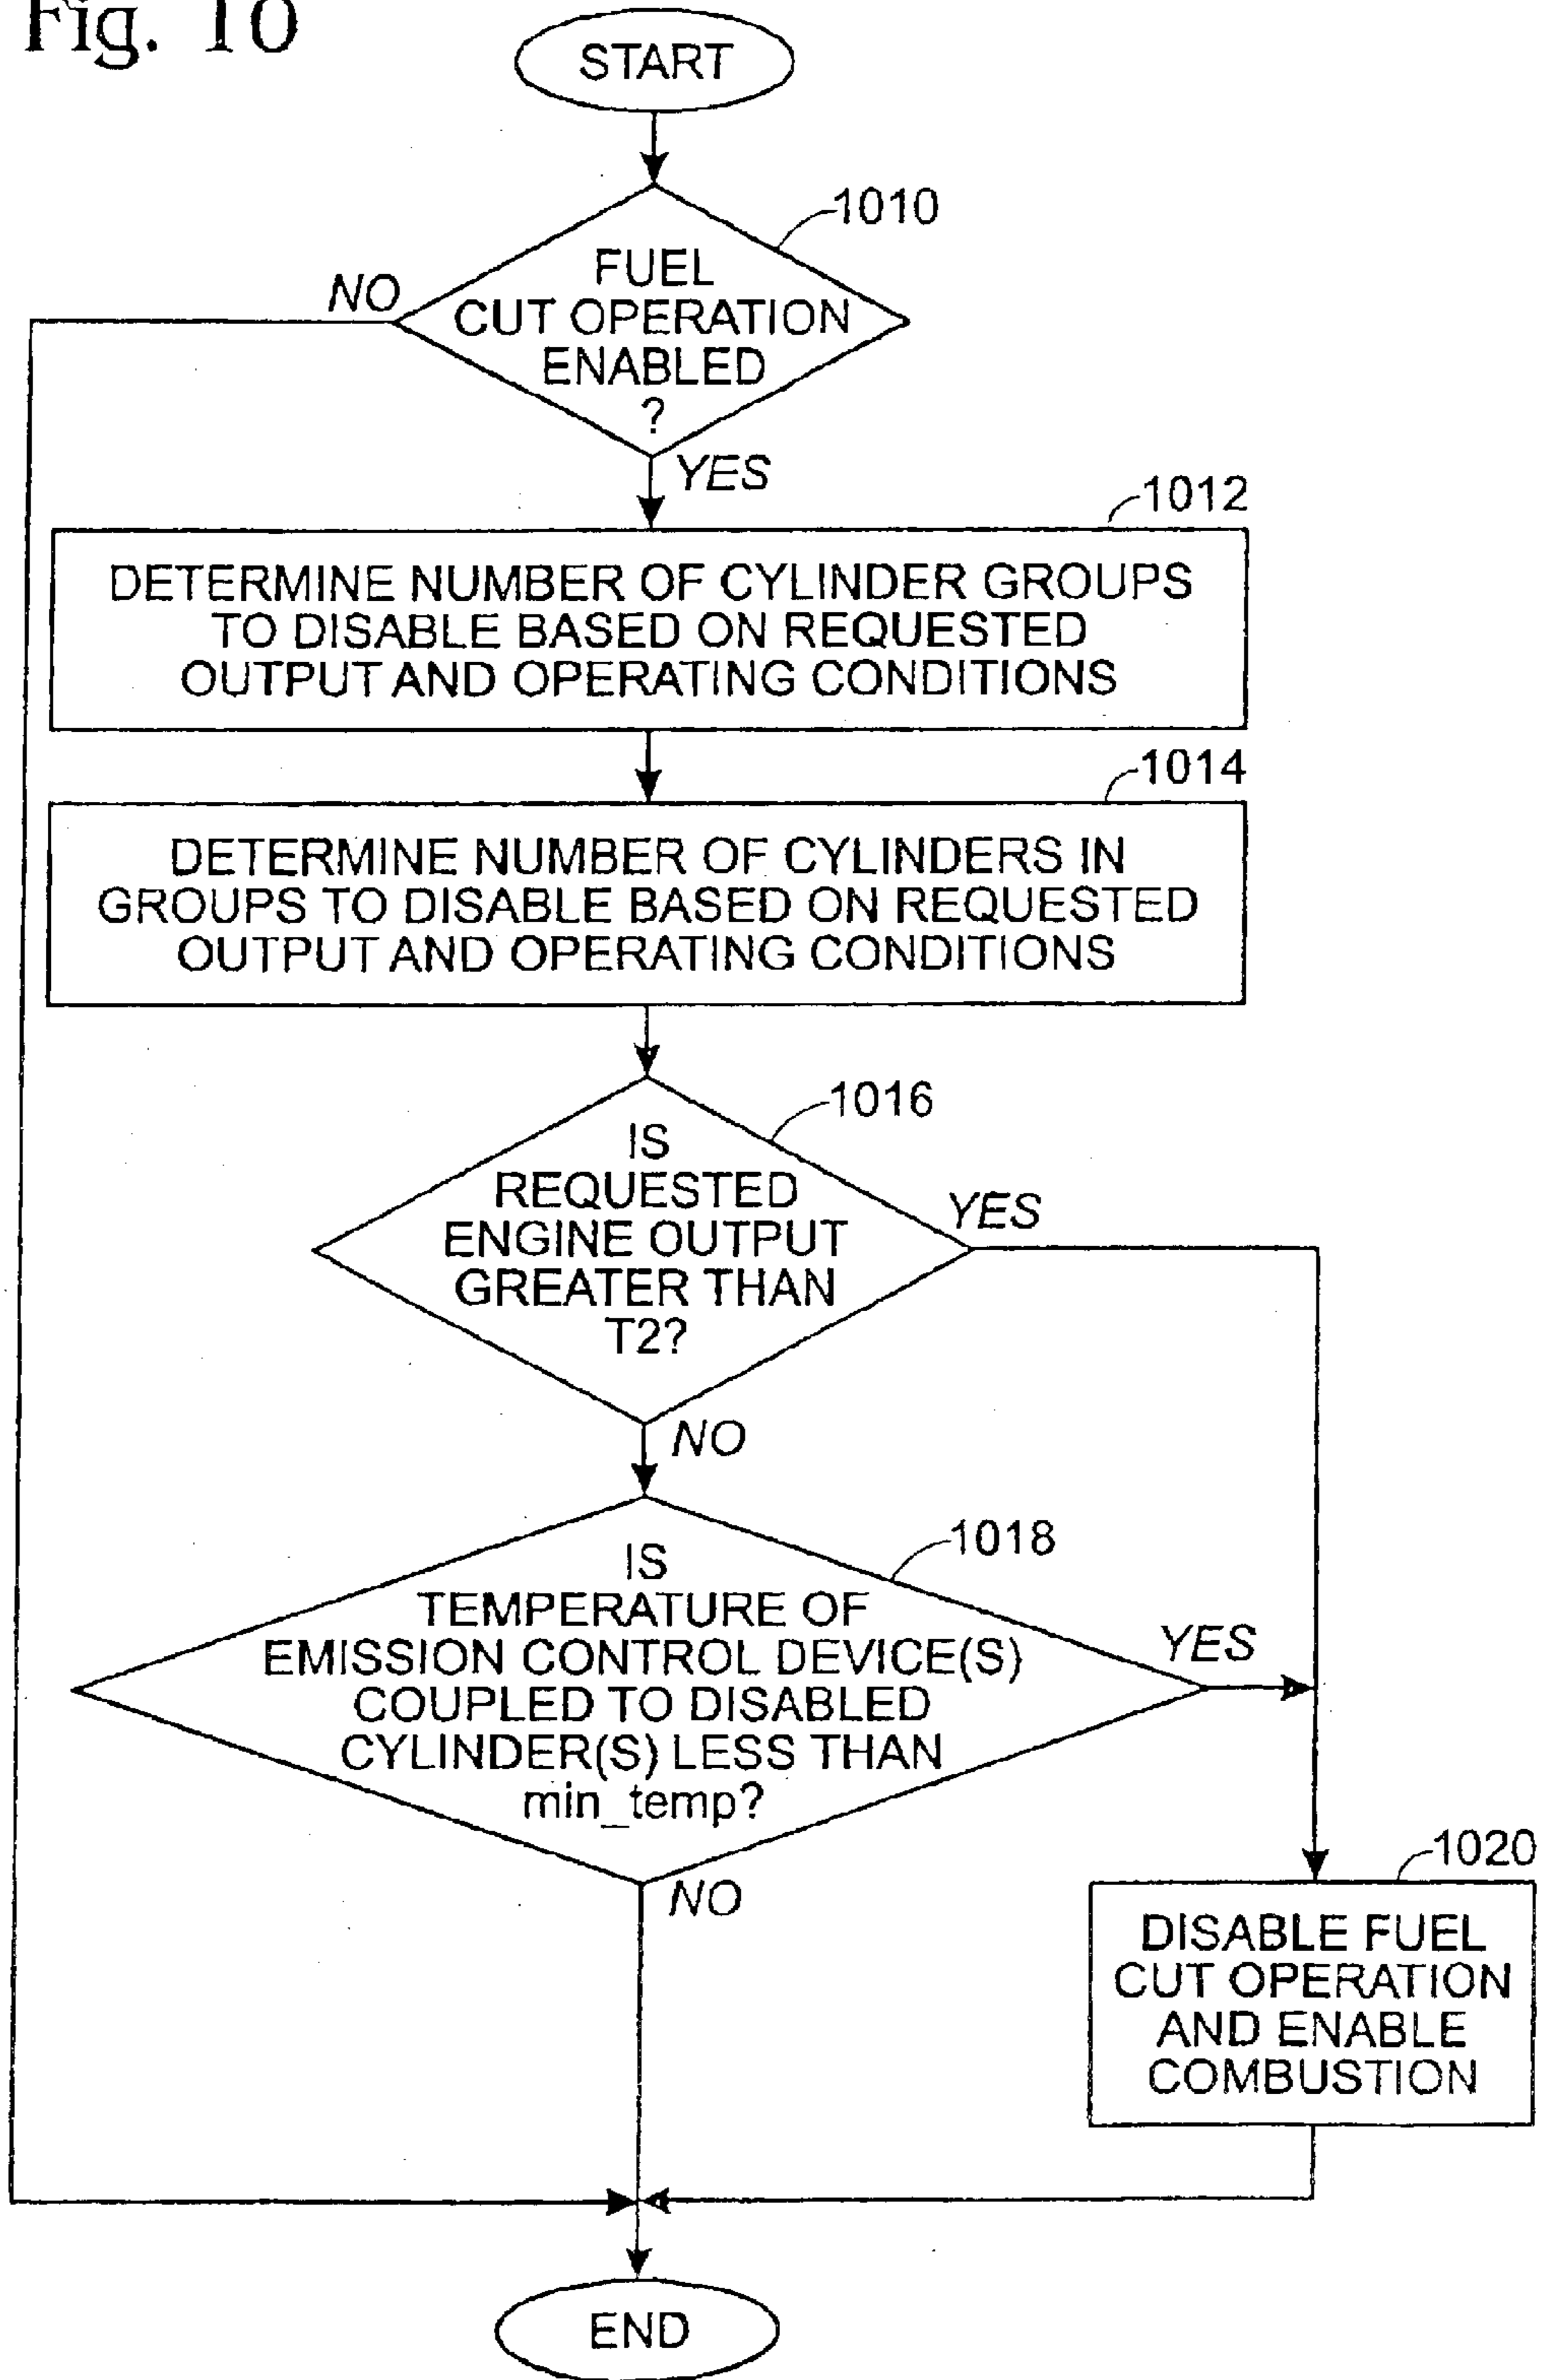 Fig. 10
START
1010
FUEL
CUT OPERATION
ENABLED
?
NO
YES
1012
DETERMINE NUMBER OF CYLINDER GROUPS
TO DISABLE BASED ON REQUESTED
OUTPUT AND OPERATING CONDITIONS
1014
DETERMINE NUMBER OF CYLINDERS IN
GROUPS TO DISABLE BASED ON REQUESTED
OUTPUT AND OPERATING CONDITIONS
1016
IS
REQUESTED
ENGINE OUTPUT
GREATER THAN
T2?
YES
NO
1018
IS
TEMPERATURE OF
EMISSION CONTROL DEVICE(S)
COUPLED TO DISABLED
CYLINDER(S) LESS THAN
min_temp?
YES
NO
1020
DISABLE FUEL
CUT OPERATION
AND ENABLE
COMBUSTION
END